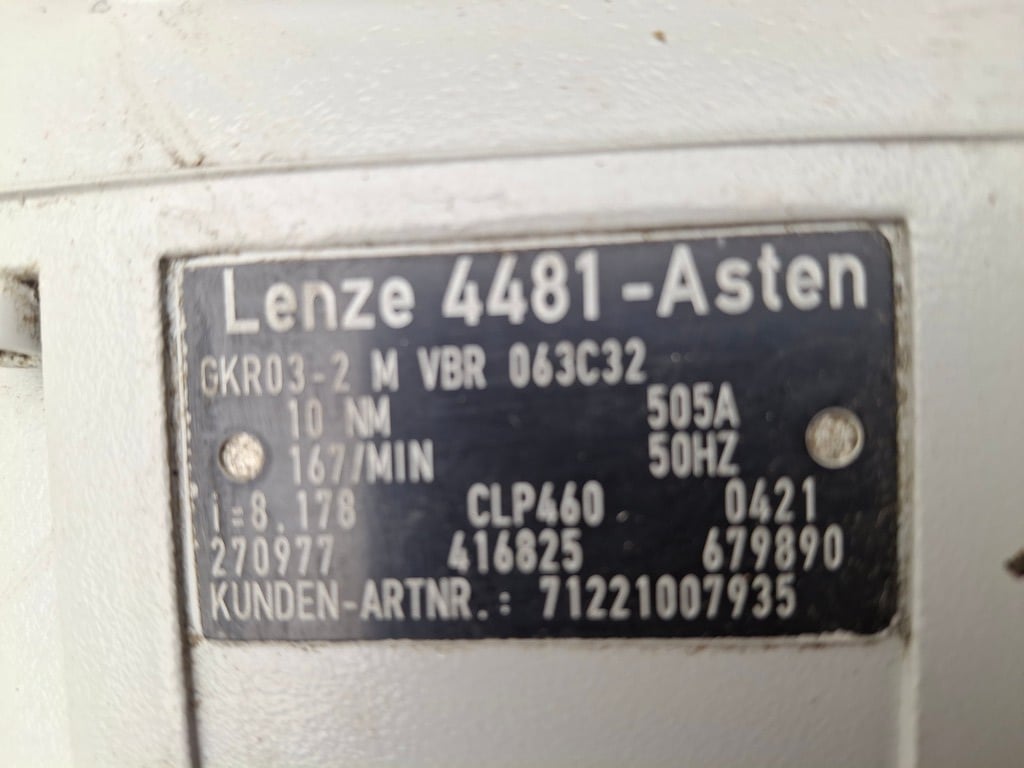 Lenze 4481-Asten
GKR03-2 M VBR 063C32
10 NM 505A
167/MIN 50HZ
i=8.178 CLP460 0421
270977 416825 679890
KUNDEN-ARTNR.: 71221007935